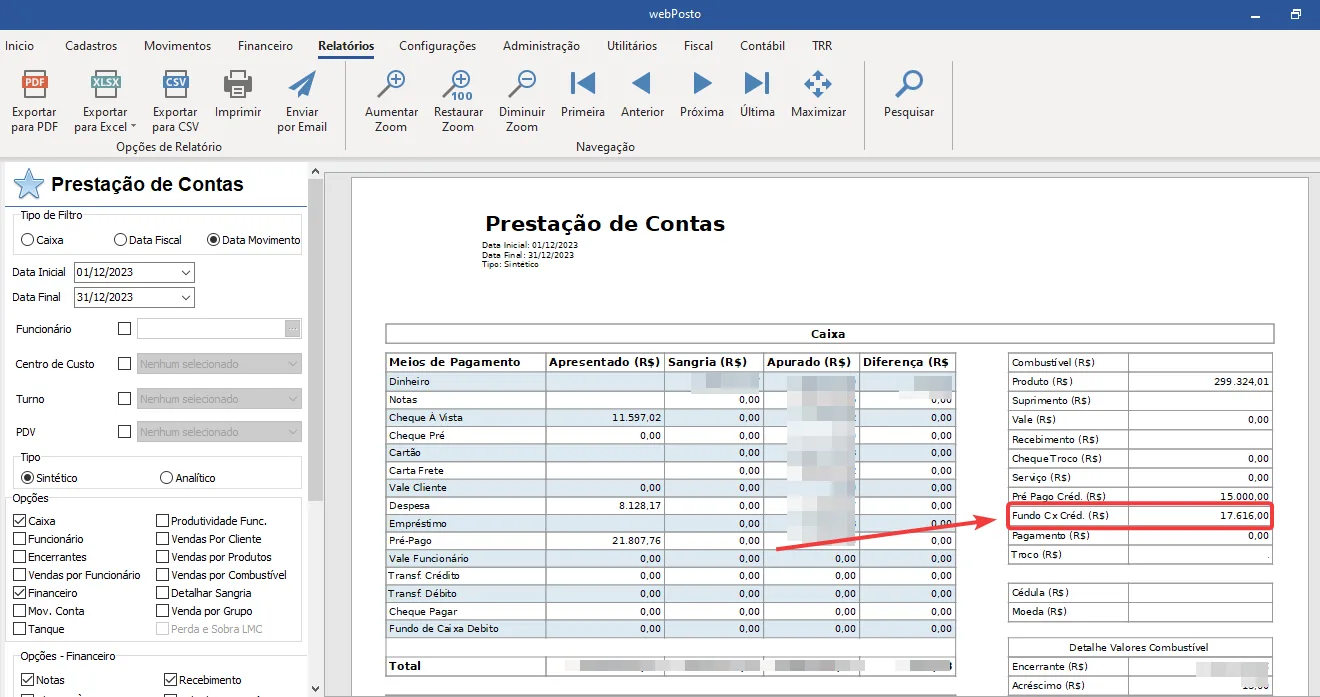 webPosto
Inicio Cadastros Movimentos Financeiro Relatórios Configurações Administração Utilitários Fiscal Contábil TRR
PDF XLSX CSV 100
Exportar para PDF
Exportar para Excel
Exportar para CSV
Imprimir
Enviar por Email
Aumentar Zoom
Restaurar Zoom
Diminuir Zoom
Primeira
Anterior
Próxima
Última
Maximizar
Pesquisar
Opções de Relatório
Navegação
Prestação de Contas
Tipo de Filtro
Caixa Data Fiscal Data Movimento
Data Inicial 01/12/2023
Data Final 31/12/2023
Funcionário ...
Centro de Custo Nenhum selecionado
Turno Nenhum selecionado
PDV Nenhum selecionado
Tipo
Sintético Analítico
Opções
Caixa Produtividade Func.
Funcionário Vendas Por Cliente
Encerrantes Vendas por Produtos
Vendas por Funcionário Vendas por Combustível
Financeiro Detalhar Sangria
Mov. Conta Venda por Grupo
Tanque Perda e Sobra LMC
Opções - Financeiro
Notas Recebimento
Prestação de Contas
Data Inicial: 01/12/2023
Data Final: 31/12/2023
Tipo: Sintético
Caixa
Meios de Pagamento Apresentado (R$) Sangria (R$) Apurado (R$) Diferença (R$
Dinheiro
Notas 0,00 0,00
Cheque À Vista 11.597,02 0,00 0,00
Cheque Pré 0,00 0,00 0,00
Cartão 0,00 0,00
Carta Frete 0,00 0,00
Vale Cliente 0,00 0,00 0,00
Despesa 8.128,17 0,00 0,00
Empréstimo 0,00 0,00
Pré-Pago 21.807,76 0,00 0,00
Vale Funcionário 0,00 0,00 0,00 0,00
Transf. Crédito 0,00 0,00 0,00 0,00
Transf. Débito 0,00 0,00 0,00 0,00
Cheque Pagar 0,00 0,00 0,00 0,00
Fundo de Caixa Debito 0,00 0,00 0,00 0,00
Total
Combustível (R$)
Produto (R$) 299.324,01
Suprimento (R$)
Vale (R$) 0,00
Recebimento (R$)
Cheque Troco (R$) 0,00
Serviço (R$) 0,00
Pré Pago Créd. (R$) 15.000,00
Fundo Cx Créd. (R$) 17.616,00
Pagamento (R$) 0,00
Troco (R$)
Cédula (R$)
Moeda (R$)
Detalhe Valores Combustível
Encerrante (R$)
Acréscimo (R$)